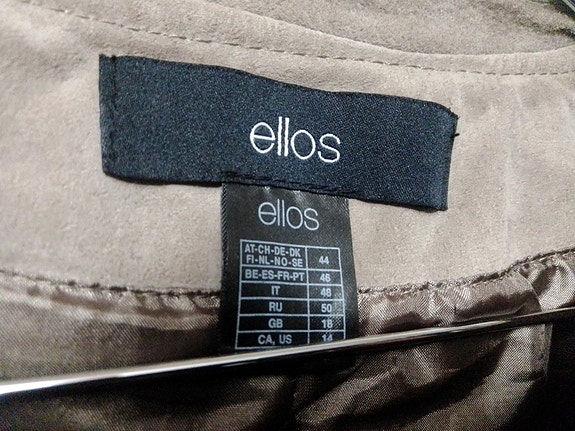 ellos
ellos
AT-CH-DE-DK
FI-NL-NO-SE 44
BE-ES-FR-PT 46
IT 48
RU 50
GB 18
CA, US 14